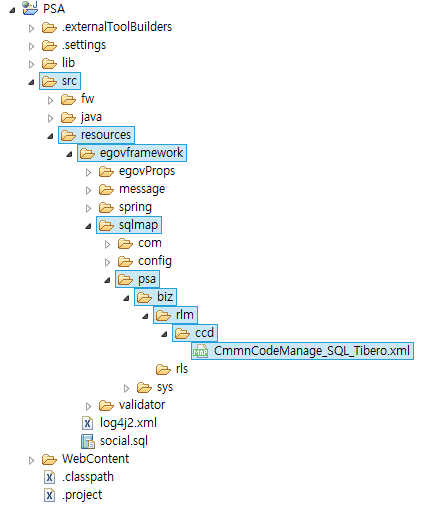 PSA
.externalToolBuilders
.settings
lib
src
fw
java
resources
egovframework
egovProps
message
spring
sqlmap
com
config
psa
biz
rlm
ccd
MAP CmmnCodeManage_SQL_Tibero.xml
rls
sys
validator
X log4j2.xml
social.sql
WebContent
X .classpath
X .project